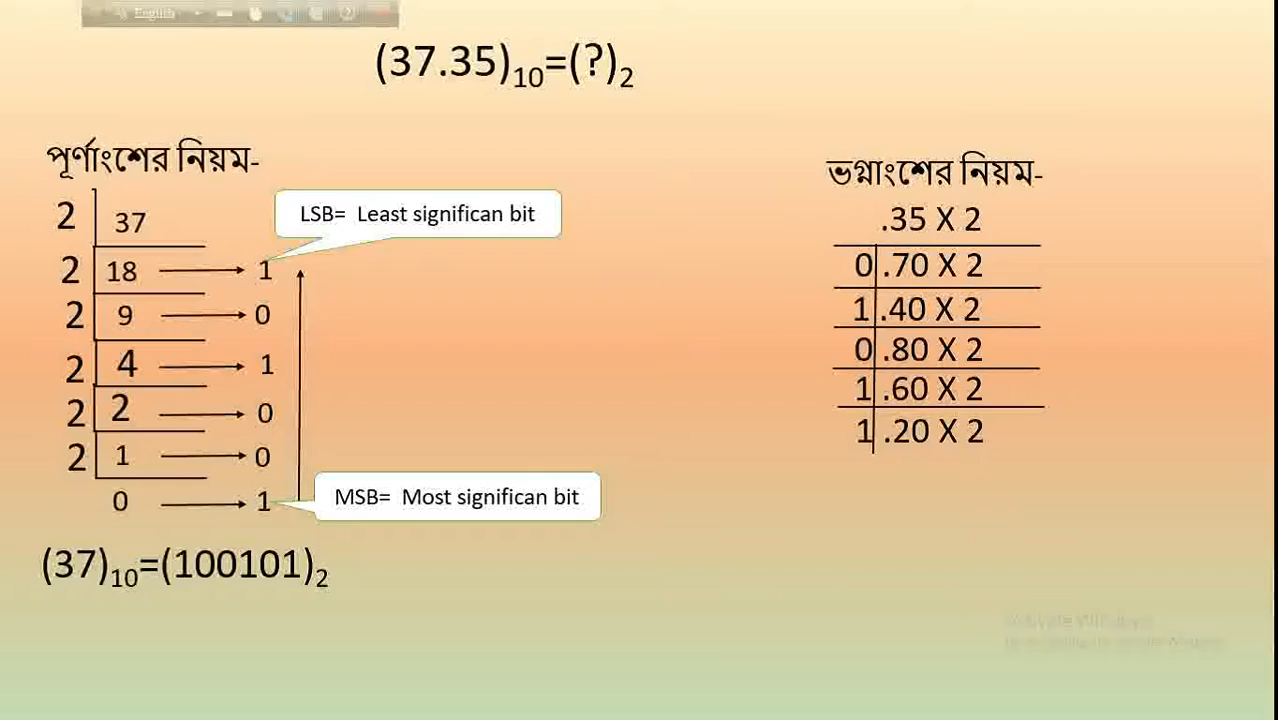 English
(37.35)₁₀=(?)₂
পূর্ণাংশের নিয়ম-
2 37
2 18 → 1
2 9 → 0
2 4 → 1
2 2 → 0
2 1 → 0
0 → 1
LSB= Least significan bit
MSB= Most significan bit
(37)₁₀=(100101)₂
ভগ্নাংশের নিয়ম-
.35 X 2
0 .70 X 2
1 .40 X 2
0 .80 X 2
1 .60 X 2
1 .20 X 2